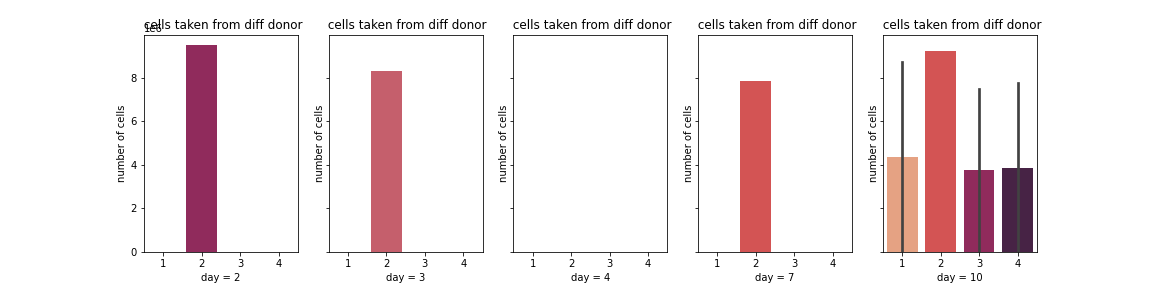 cells taken from diff donor
1e6
number of cells
8
6
4
2
0
1 2 3 4
day = 2
cells taken from diff donor
number of cells
1 2 3 4
day = 3
cells taken from diff donor
number of cells
1 2 3 4
day = 4
cells taken from diff donor
number of cells
1 2 3 4
day = 7
cells taken from diff donor
number of cells
1 2 3 4
day = 10